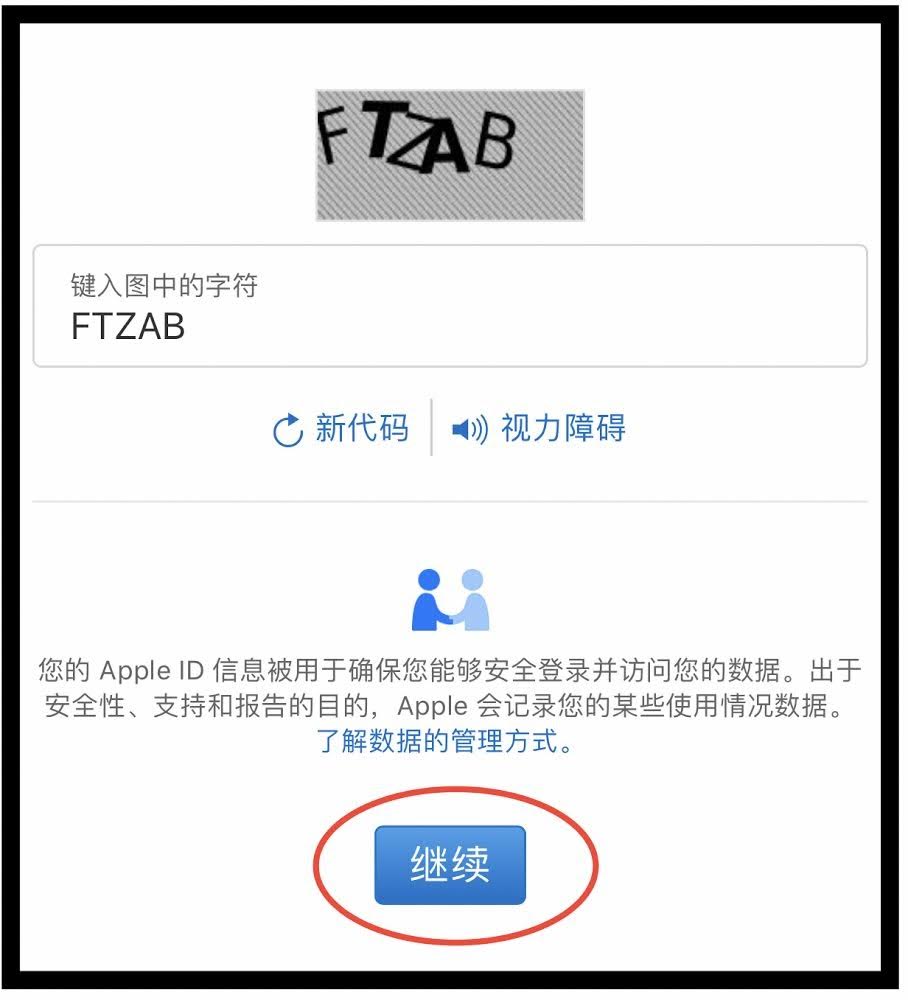 FTZAB
键入图中的字符
FTZAB
新代码
视力障碍
您的 Apple ID 信息被用于确保您能够安全登录并访问您的数据。出于
安全性、支持和报告的目的，Apple 会记录您的某些使用情况数据。
了解数据的管理方式。
继续